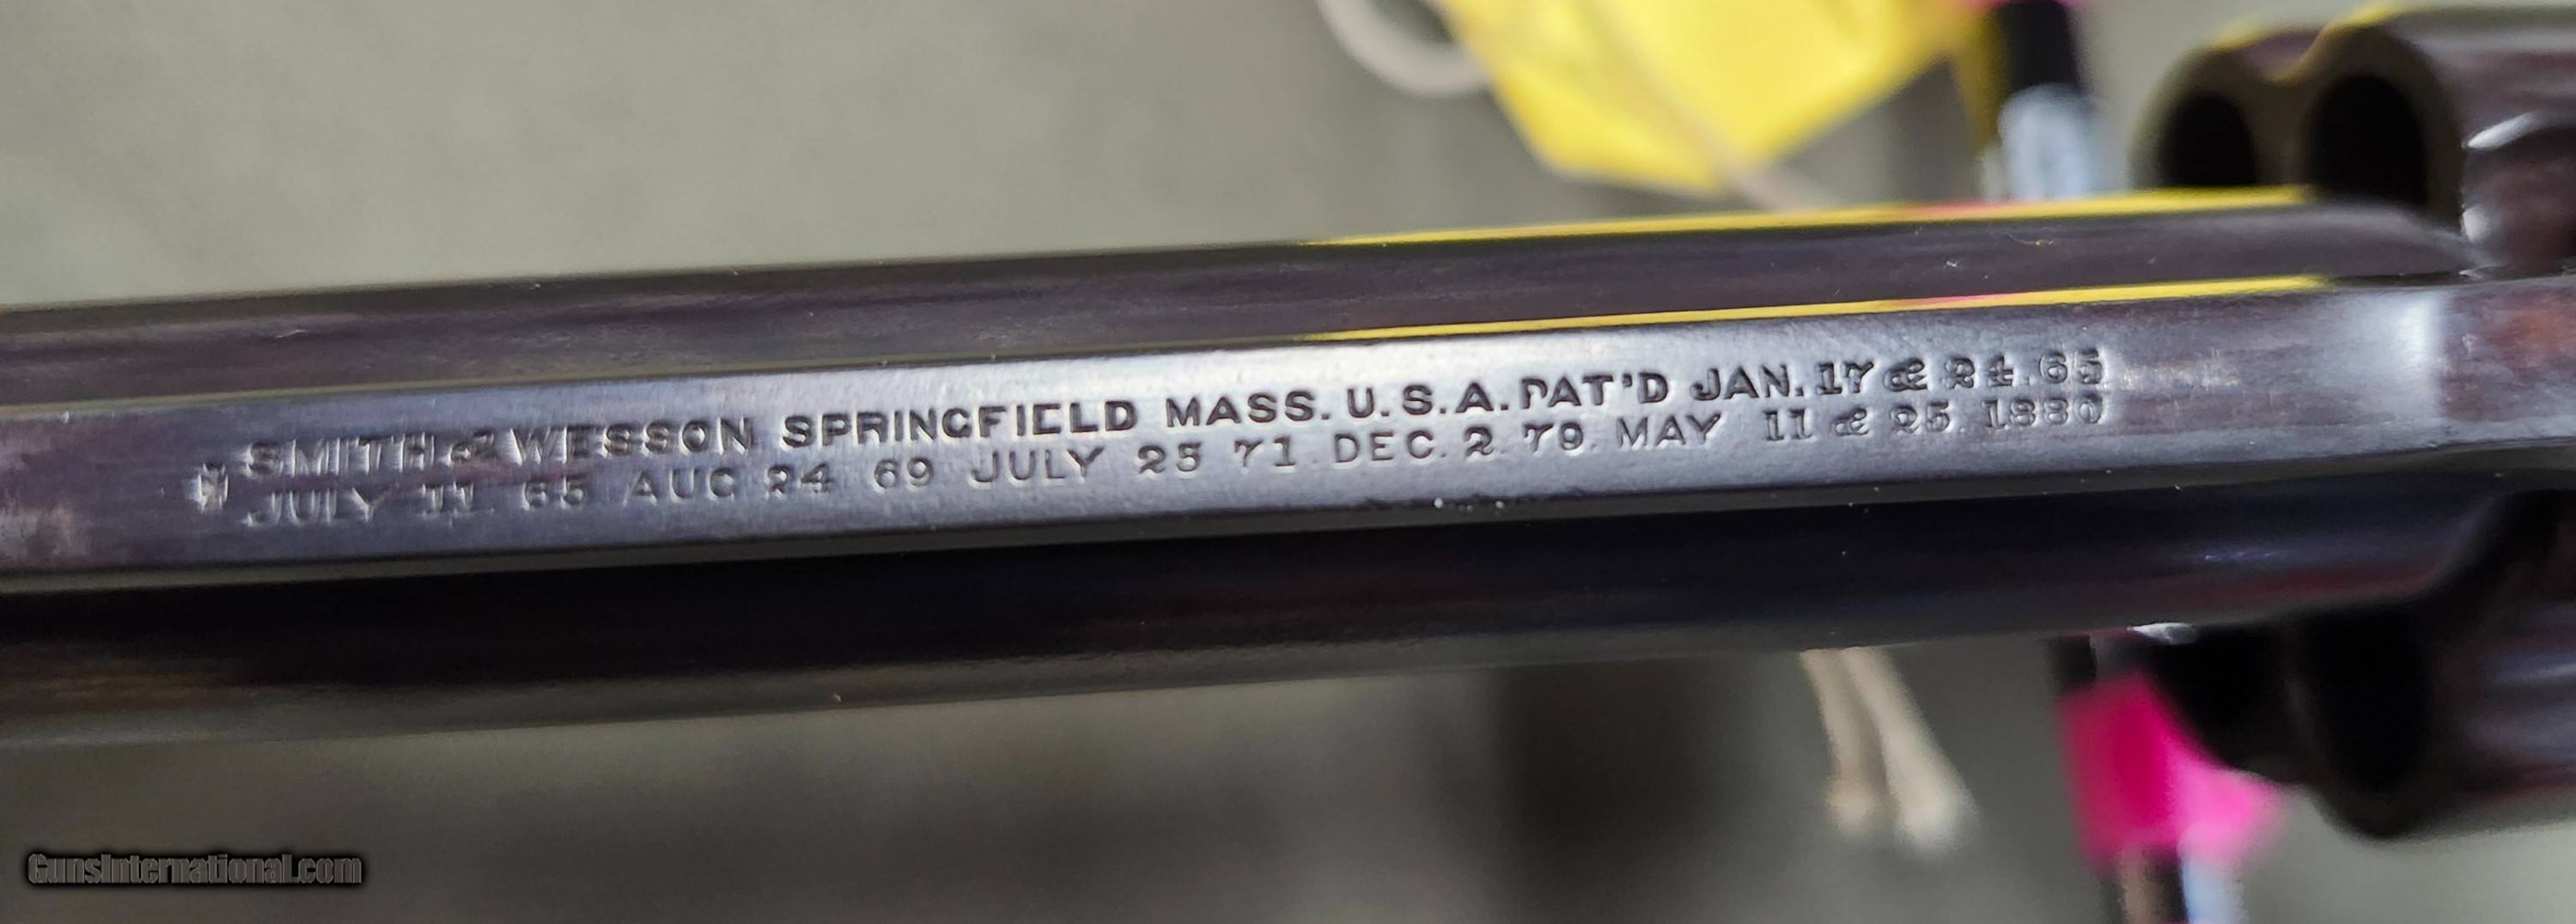 SMITH & WESSON SPRINGFIELD MASS. U.S.A. PAT'D JAN. 17 & 24. 65
JULY 11. 65 AUG 24 69 JULY 25 71. DEC. 2. 79. MAY 11 & 25. 1880
GunsInternational.com